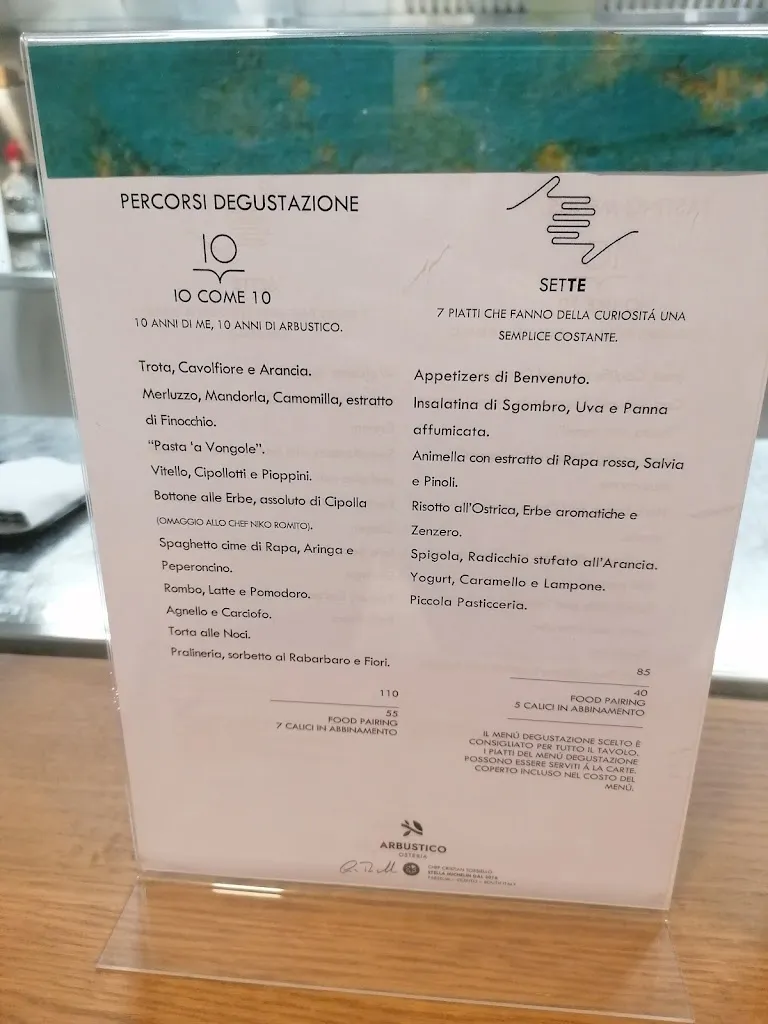 PERCORSI DEGUSTAZIONE
IO
IO COME 10
10 ANNI DI ME, 10 ANNI DI ARBUSTICO.
Trota, Cavolfiore e Arancia.
Merluzzo, Mandorla, Camomilla, estratto
di Finocchio.
“Pasta ‘a Vongole”.
Vitello, Cipollotti e Pioppini.
Bottone alle Erbe, assoluto di Cipolla
(OMAGGIO ALLO CHEF NIKO ROMITO).
Spaghetto cime di Rapa, Aringa e
Peperoncino.
Rombo, Latte e Pomodoro.
Agnello e Carciofo.
Torta alle Noci.
Pralineria, sorbetto al Rabarbaro e Fiori.
110
55
FOOD PAIRING
7 CALICI IN ABBINAMENTO
SETTE
7 PIATTI CHE FANNO DELLA CURIOSITÁ UNA
SEMPLICE COSTANTE.
Appetizers di Benvenuto.
Insalatina di Sgombro, Uva e Panna
affumicata.
Animella con estratto di Rapa rossa, Salvia
e Pinoli.
Risotto all'Ostrica, Erbe aromatiche e
Zenzero.
Spigola, Radicchio stufato all'Arancia.
Yogurt, Caramello e Lampone.
Piccola Pasticceria.
85
40
FOOD PAIRING
5 CALICI IN ABBINAMENTO
IL MENÚ DEGUSTAZIONE SCELTO È
CONSIGLIATO PER TUTTO IL TAVOLO.
I PIATTI DEL MENÚ DEGUSTAZIONE
POSSONO ESSERE SERVITI Á LA CARTE.
COPERTO INCLUSO NEL COSTO DEL
MENÚ.
ARBUSTICO
OSTERIA